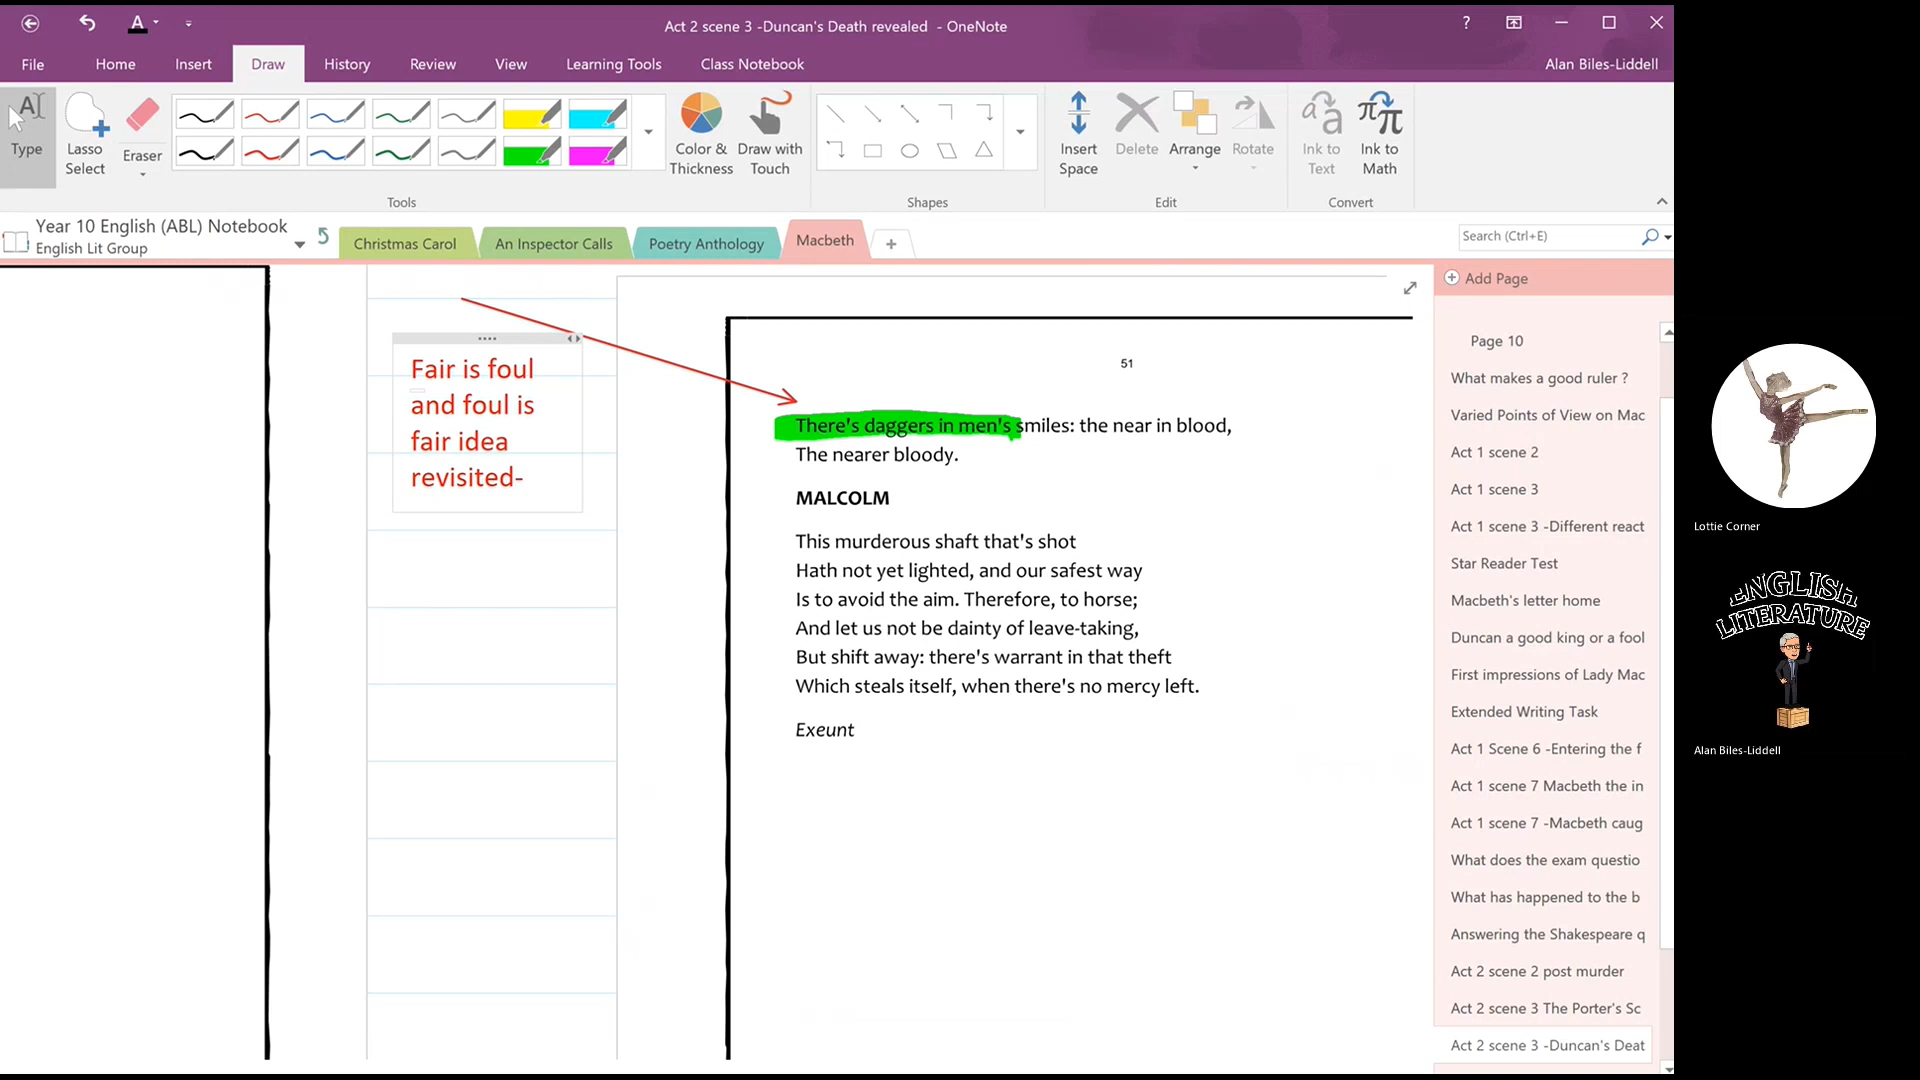 Act 2 scene 3 -Duncan's Death revealed - OneNote
?
File Home Insert Draw History Review View Learning Tools Class Notebook
Alan Biles-Liddell
Type
Lasso Select
Eraser
Color & Thickness
Draw with Touch
Insert Space
Delete
Arrange
Rotate
Ink to Text
Ink to Math
Tools
Shapes
Edit
Convert
Year 10 English (ABL) Notebook
English Lit Group
Christmas Carol
An Inspector Calls
Poetry Anthology
Macbeth
Search (Ctrl+E)
Fair is foul
and foul is
fair idea
revisited-
51
There's daggers in men's smiles: the near in blood,
The nearer bloody.
MALCOLM
This murderous shaft that's shot
Hath not yet lighted, and our safest way
Is to avoid the aim. Therefore, to horse;
And let us not be dainty of leave-taking,
But shift away: there's warrant in that theft
Which steals itself, when there's no mercy left.
Exeunt
Add Page
Page 10
What makes a good ruler ?
Varied Points of View on Mac
Act 1 scene 2
Act 1 scene 3
Act 1 scene 3 -Different react
Star Reader Test
Macbeth's letter home
Duncan a good king or a fool
First impressions of Lady Mac
Extended Writing Task
Act 1 Scene 6 -Entering the f
Act 1 scene 7 Macbeth the in
Act 1 scene 7 -Macbeth caug
What does the exam questio
What has happened to the b
Answering the Shakespeare q
Act 2 scene 2 post murder
Act 2 scene 3 The Porter's Sc
Act 2 scene 3 -Duncan's Deat
Lottie Corner
ENGLISH
LITERATURE
Alan Biles-Liddell